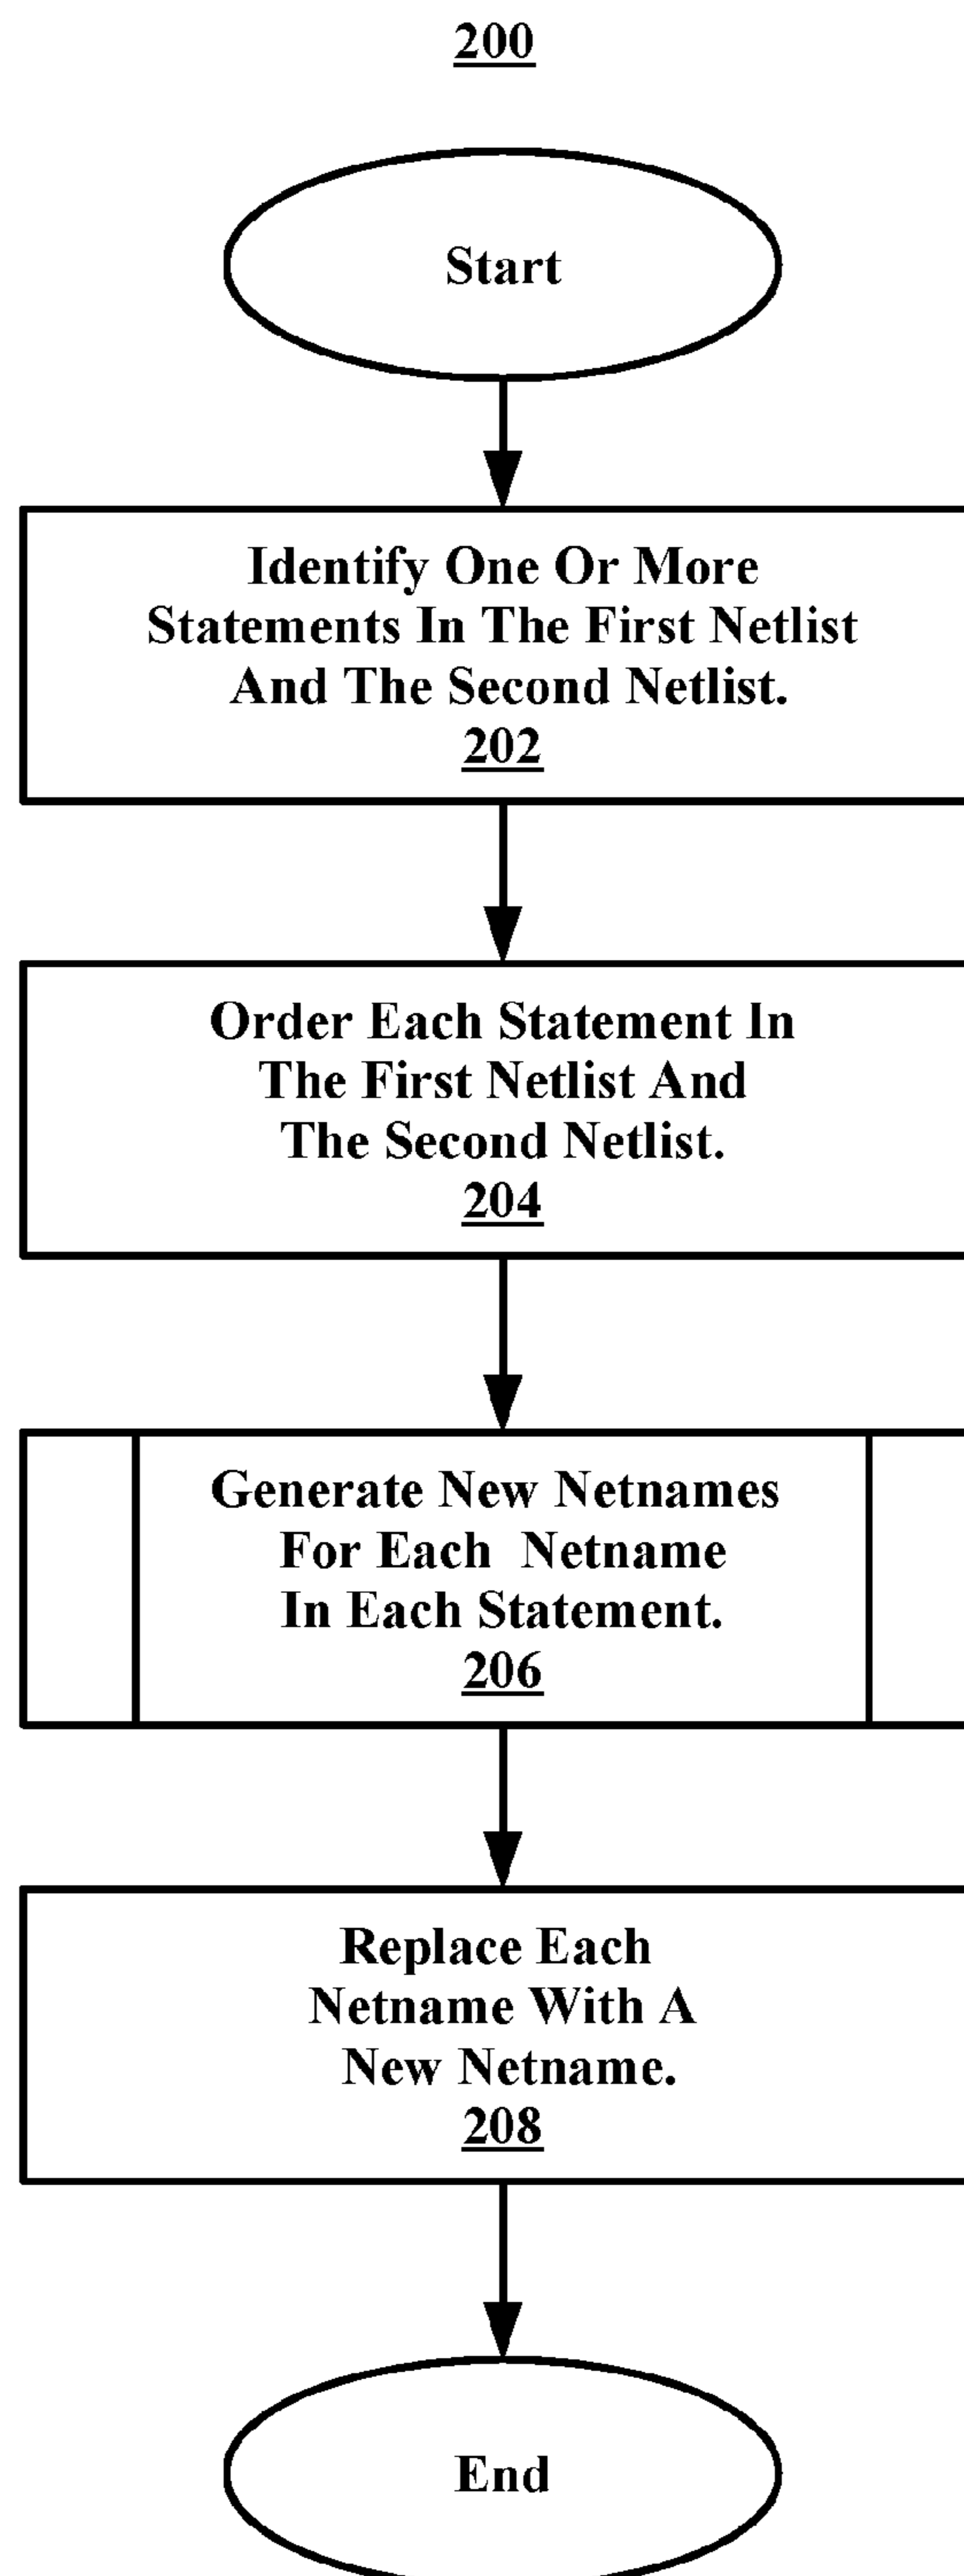 200
Start
Identify One Or More
Statements In The First Netlist
And The Second Netlist.
202
Order Each Statement In
The First Netlist And
The Second Netlist.
204
Generate New Netnames
For Each Netname
In Each Statement.
206
Replace Each
Netname With A
New Netname.
208
End